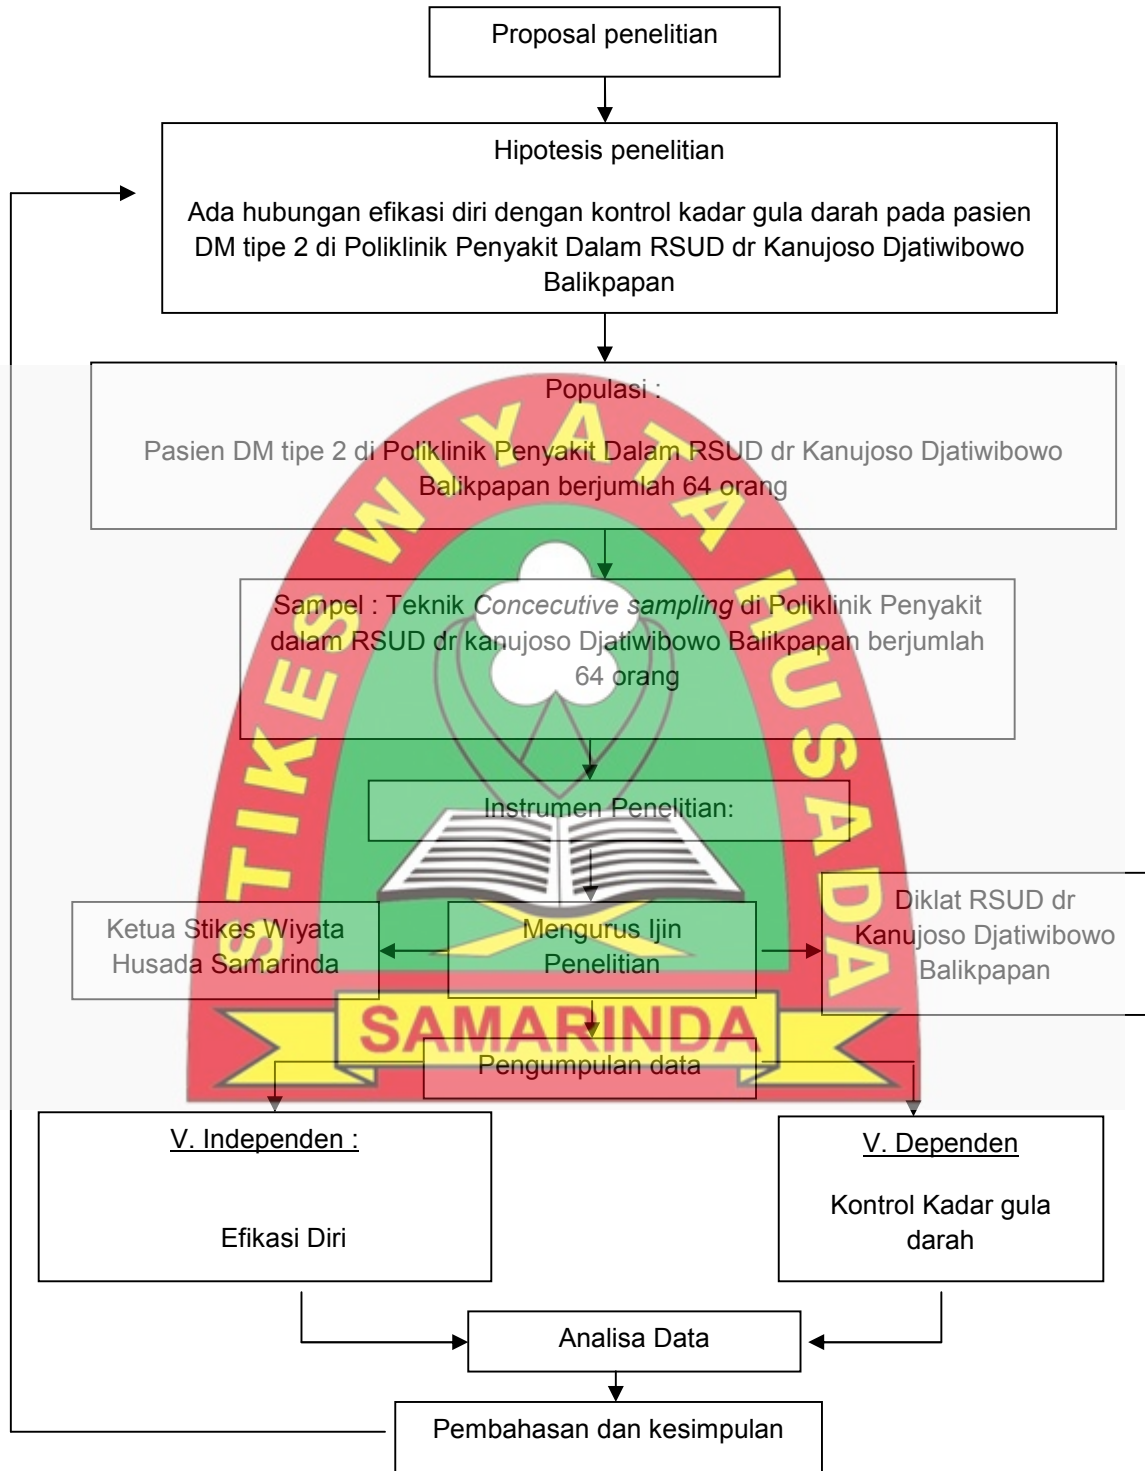 Proposal penelitian
Hipotesis penelitian
Ada hubungan efikasi diri dengan kontrol kadar gula darah pada pasien
DM tipe 2 di Poliklinik Penyakit Dalam RSUD dr Kanujoso Djatiwibowo
Balikpapan
Populasi :
Pasien DM tipe 2 di Poliklinik Penyakit Dalam RSUD dr Kanujoso Djatiwibowo
Balikpapan berjumlah 64 orang
Sampel : Teknik Concecutive sampling di Poliklinik Penyakit
dalam RSUD dr kanujoso Djatiwibowo Balikpapan berjumlah
64 orang
Instrumen Penelitian:
Ketua Stikes Wiyata
Husada Samarinda
Mengurus Ijin
Penelitian
Diklat RSUD dr
Kanujoso Djatiwibowo
Balikpapan
Pengumpulan data
V. Independen :
Efikasi Diri
V. Dependen
Kontrol Kadar gula
darah
Analisa Data
Pembahasan dan kesimpulan
STIKES WIYATA HUSADA
SAMARINDA